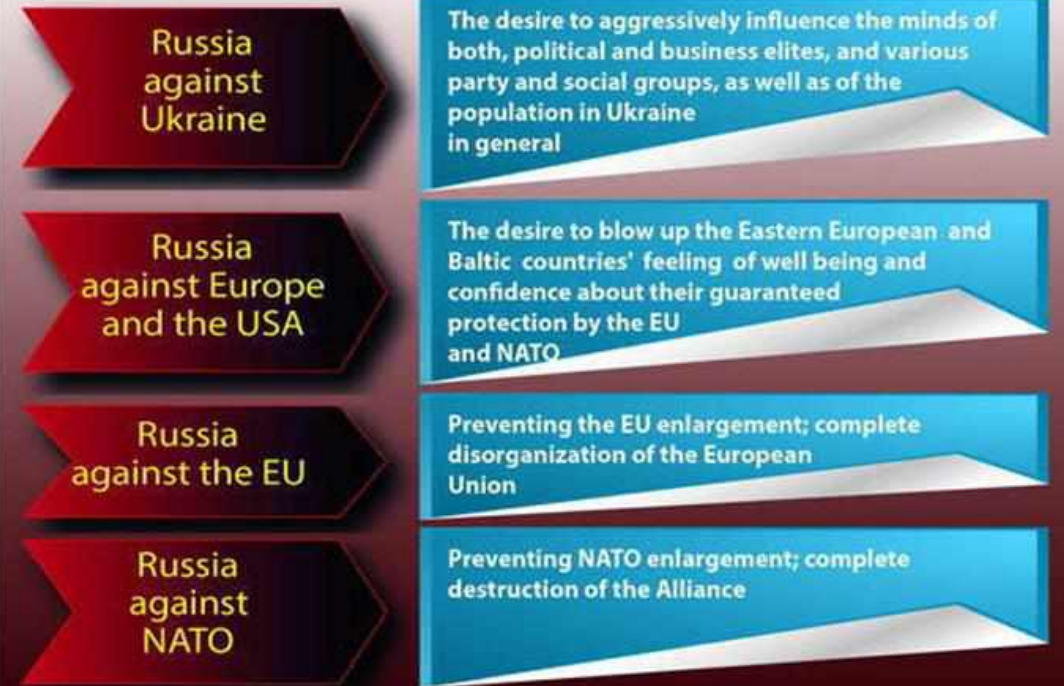 Russia
against
Ukraine
The desire to aggressively influence the minds of
both, political and business elites, and various
party and social groups, as well as of the
population in Ukraine
in general
Russia
against Europe
and the USA
The desire to blow up the Eastern European and
Baltic countries' feeling of well being and
confidence about their guaranteed
protection by the EU
and NATO
Russia
against the EU
Preventing the EU enlargement; complete
disorganization of the European
Union
Russia
against
NATO
Preventing NATO enlargement; complete
destruction of the Alliance